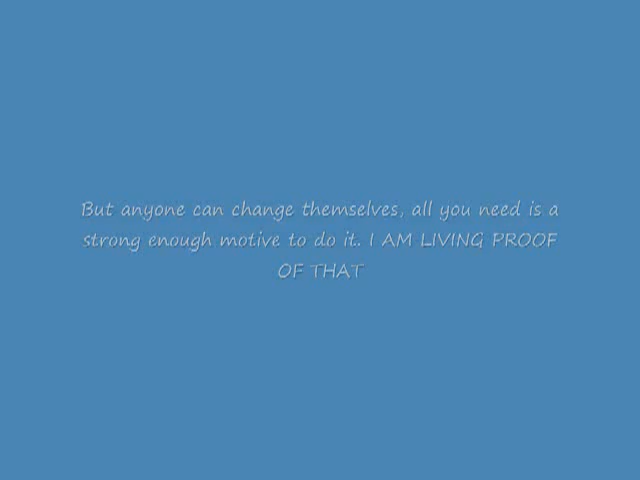 But anyone can change themselves, all you need is a
strong enough motive to do it. I AM LIVING PROOF
OF THAT